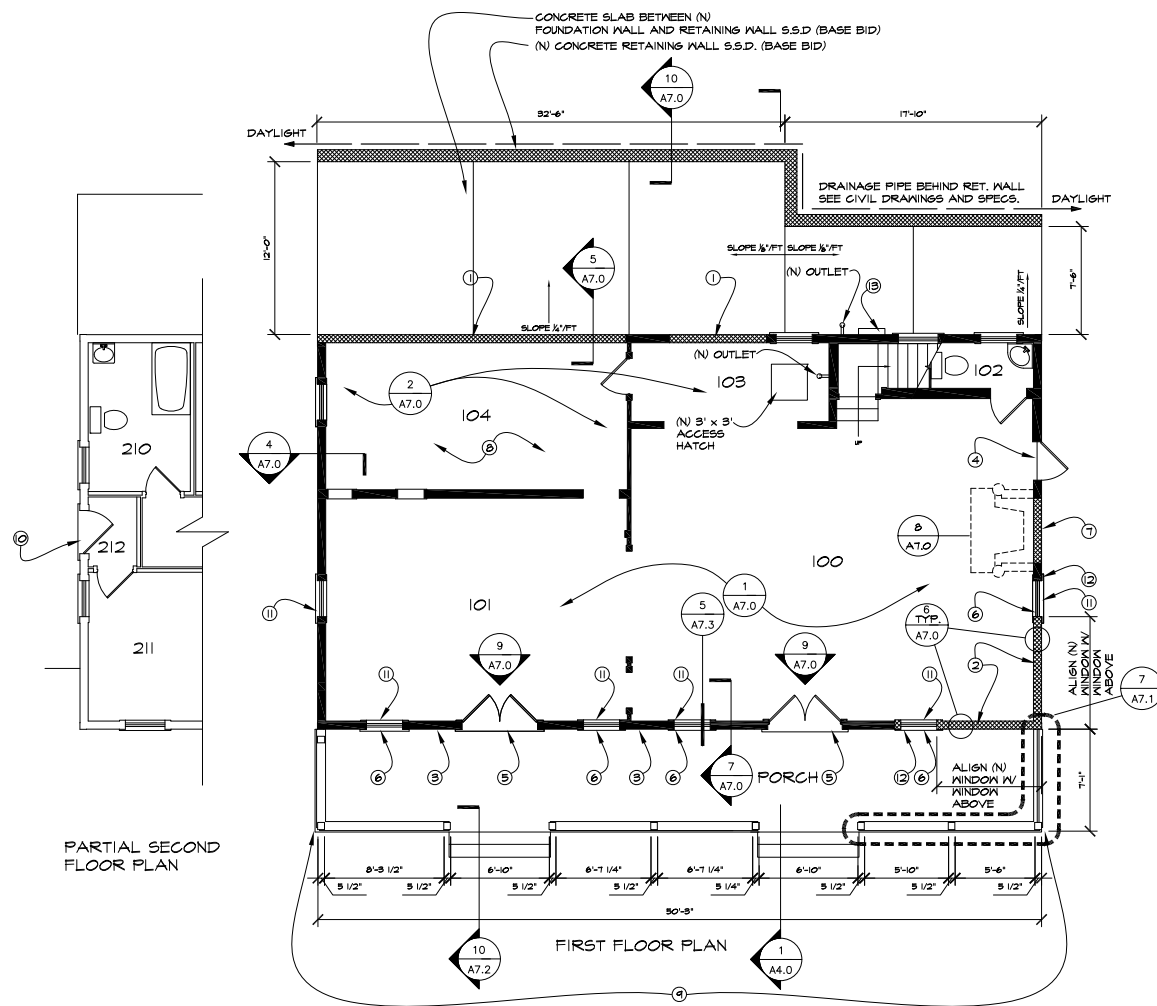 CONCRETE SLAB BETWEEN (N)
FOUNDATION WALL AND RETAINING WALL S.S.D (BASE BID)
(N) CONCRETE RETAINING WALL S.S.D. (BASE BID)
10
A7.0
32'-6"
17'-10"
DAYLIGHT
DRAINAGE PIPE BEHIND RET. WALL
SEE CIVIL DRAWINGS AND SPECS.
DAYLIGHT
12'-0"
7'-6"
SLOPE 1/8"/FT
SLOPE 1/8"/FT
(N) OUTLET
13
5
A7.0
1
1
SLOPE 1/4"/FT
SLOPE 1/4"/FT
(N) OUTLET
102
103
2
A7.0
104
(N) 3' x 3'
ACCESS
HATCH
UP
8
4
A7.0
4
210
212
10
211
8
A7.0
7
100
101
1
A7.0
12
11
6
11
5
A7.3
6
TYP.
A7.0
9
A7.0
9
A7.0
2
ALIGN (N)
WINDOW W/
WINDOW
ABOVE
7
A7.1
11
11
11
11
6
3
5
6
3
6
7
A7.0
PORCH
5
12
6
ALIGN (N)
WINDOW W/
WINDOW
ABOVE
7'-1"
PARTIAL SECOND
FLOOR PLAN
8'-3 1/2"
6'-10"
6'-7 1/4"
6'-7 1/4"
6'-10"
5'-10"
5'-6"
5 1/2"
5 1/2"
5 1/2"
5 1/2"
5 1/4"
5 1/2"
5 1/2"
5 1/2"
50'-3"
10
A7.2
FIRST FLOOR PLAN
1
A4.0
9